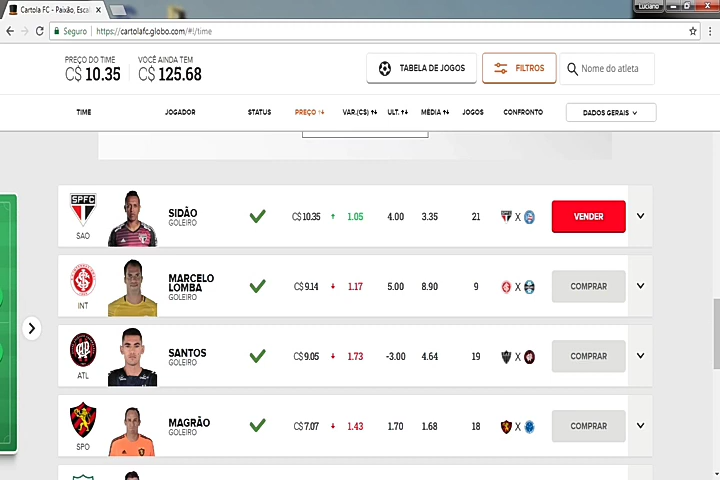 Cartola FC - Paixão, Escal
Luciano
Seguro
https://cartolafc.globo.com/#!/time
PREÇO DO TIME
C$ 10.35
VOCÊ AINDA TEM
C$ 125.68
TABELA DE JOGOS
FILTROS
Nome do atleta
TIME JOGADOR STATUS PREÇO VAR.(C$) ULT. MÉDIA JOGOS CONFRONTO DADOS GERAIS
SPFC
SAO
SIDÃO
GOLEIRO
C$ 10.35 1.05 4.00 3.35 21 X VENDER
INT
MARCELO
LOMBA
GOLEIRO
C$ 9.14 1.17 5.00 8.90 9 X COMPRAR
ATL
SANTOS
GOLEIRO
C$ 9.05 1.73 -3.00 4.64 19 X COMPRAR
SPO
MAGRÃO
GOLEIRO
C$ 7.07 1.43 1.70 1.68 18 X COMPRAR